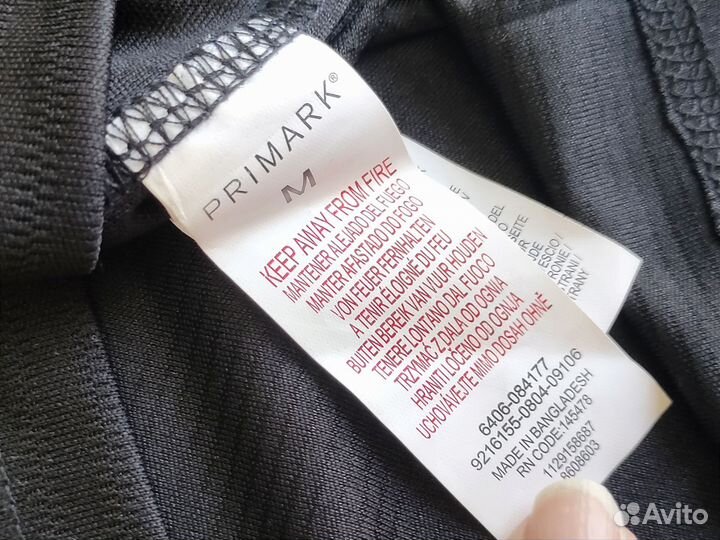 PRIMARK®
M
KEEP AWAY FROM FIRE
MANTENER ALEJADO DEL FUEGO
MANTER AFASTADO DO FOGO
VON FEUER FERNHALTEN
A TENIR ÉLOIGNÉ DU FEU
BUITEN BEREIK VAN VUUR HOUDEN
TENERE LONTANO DAL FUOCO
TRZYMAĆ Z DALA OD OGNIA
HRANITI LOČENO OD OGNJA
UCHOVÁVEJTE MIMO DOSAH OHNĚ
6406-084177
9216155-0804-09106
MADE IN BANGLADESH
RN CODE:145478
1129158687
8608603
DEL
Avito